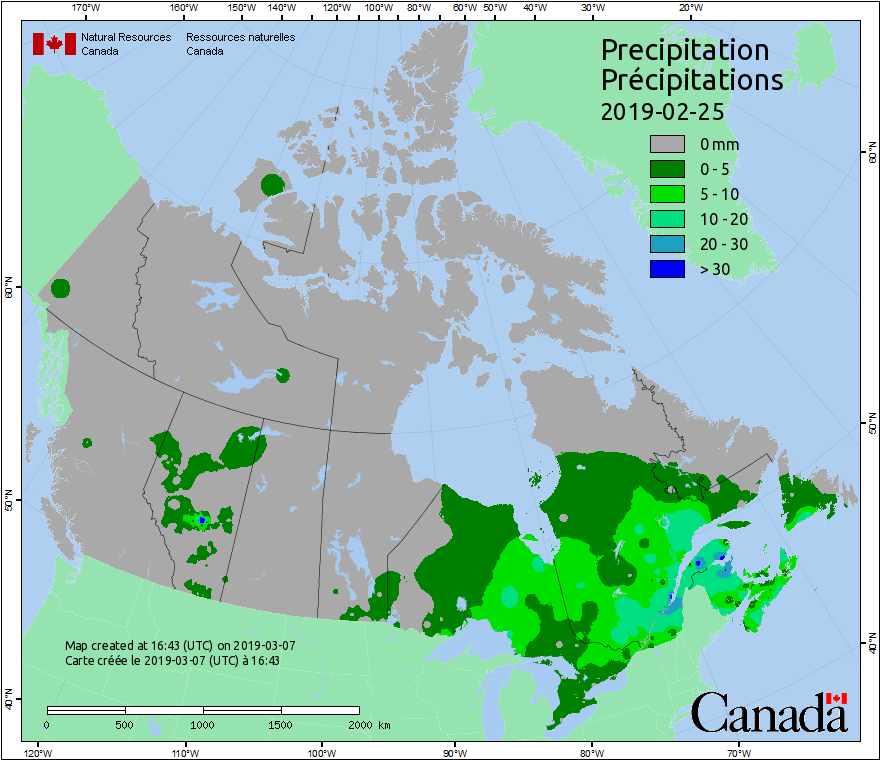 170°W 160°W 150°W 140°W 130°W 120°W 110°W 100°W 90°W 80°W 70°W 60°W 50°W 40°W 30°W 20°W
Natural Resources Canada
Ressources naturelles Canada
Precipitation
Précipitations
2019-02-25
0 mm
0 - 5
5 - 10
10 - 20
20 - 30
> 30
60°N
50°N
40°N
60°N
50°N
40°N
Map created at 16:43 (UTC) on 2019-03-07
Carte créée le 2019-03-07 (UTC) à 16:43
0 500 1000 1500 2000 km
Canada
120°W 110°W 100°W 90°W 80°W 70°W